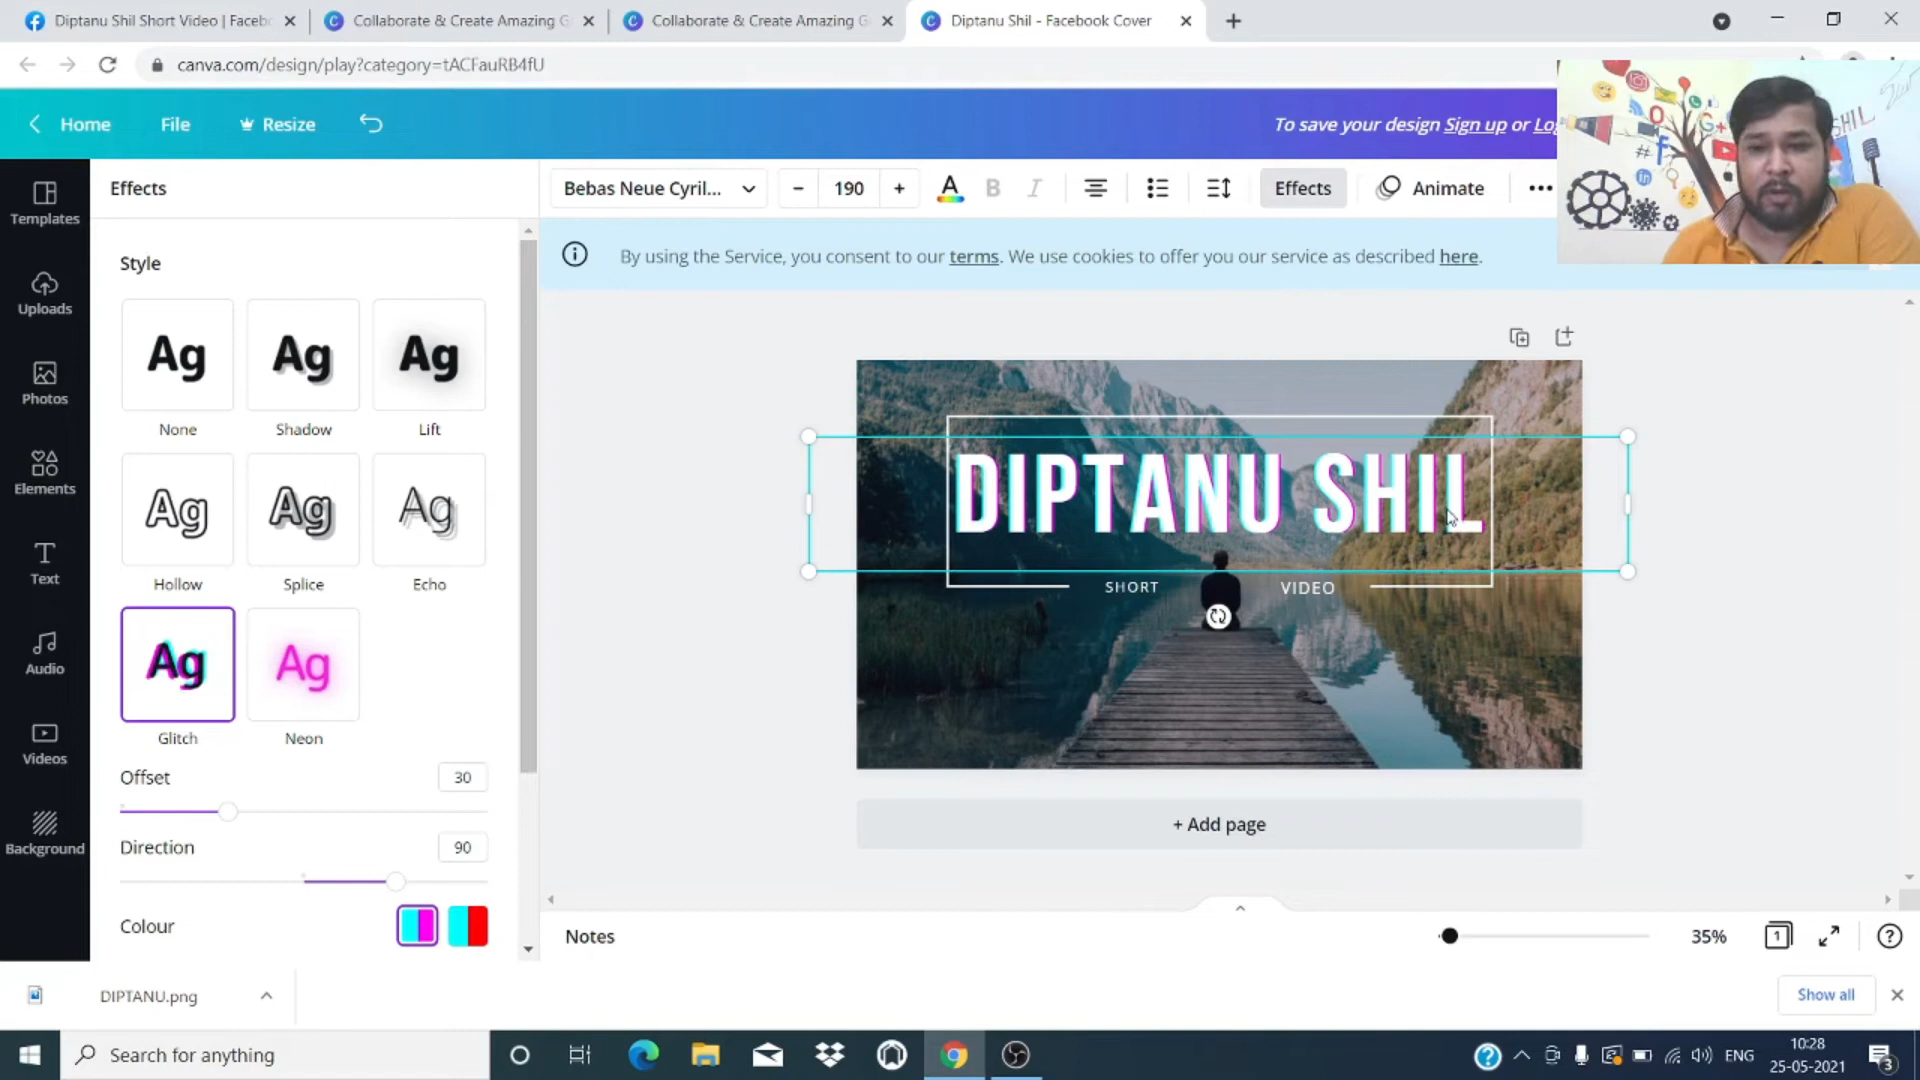 Diptanu Shil Short Video | Faceb
Collaborate & Create Amazing G
Collaborate & Create Amazing G
Diptanu Shil - Facebook Cover
canva.com/design/play?category=tACFauRB4fU
Home
File
Resize
To save your design Sign up or Lo
Templates
Uploads
Photos
Elements
Text
Audio
Videos
Background
Effects
Style
Ag
Ag
Ag
None
Shadow
Lift
Ag
Ag
Ag
Hollow
Splice
Echo
Ag
Ag
Glitch
Neon
Offset
30
Direction
90
Colour
Bebas Neue Cyril...
190
A
B
I
Effects
Animate
By using the Service, you consent to our terms. We use cookies to offer you our service as described here.
DIPTANU SHIL
SHORT
VIDEO
+ Add page
Notes
35%
1
SHIL
DIPTANU.png
Show all
Search for anything
ENG
10:28
25-05-2021
3